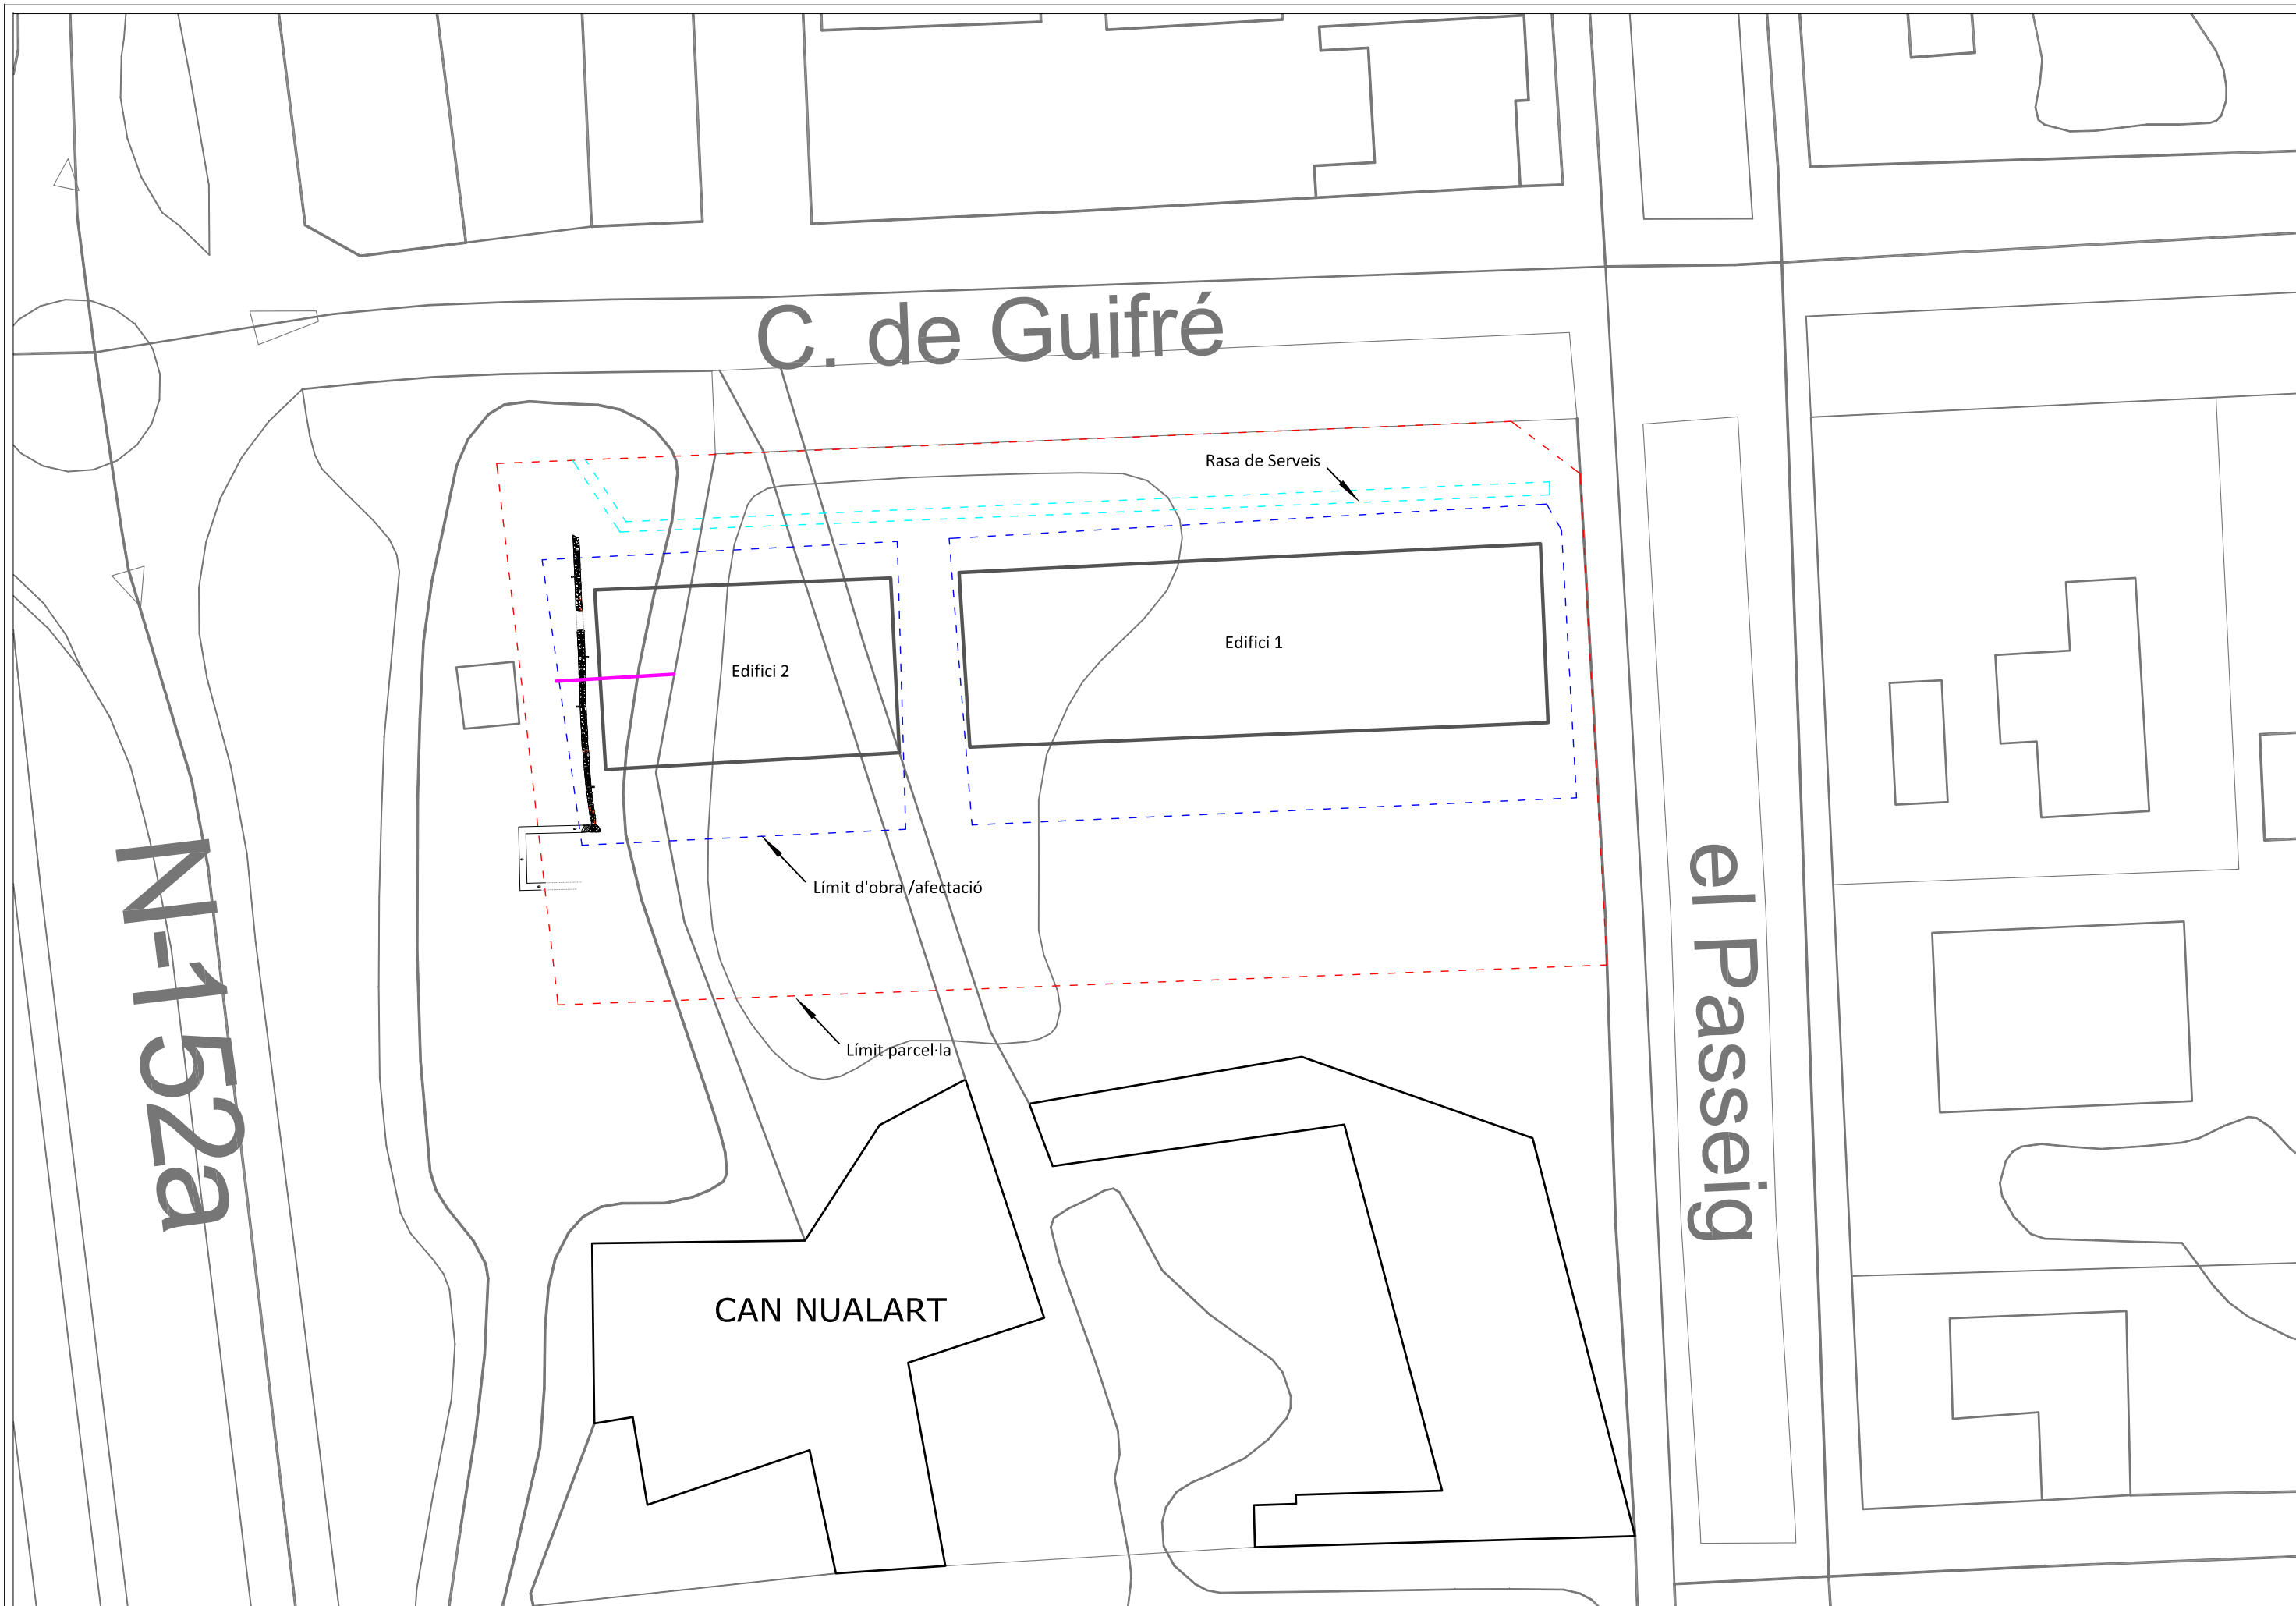 C. de Guifré
Rasa de Serveis
Edifici 1
Edifici 2
Límit d'obra /afectació
Límit parcel·la
N-152a
el Passeig
CAN NUALART